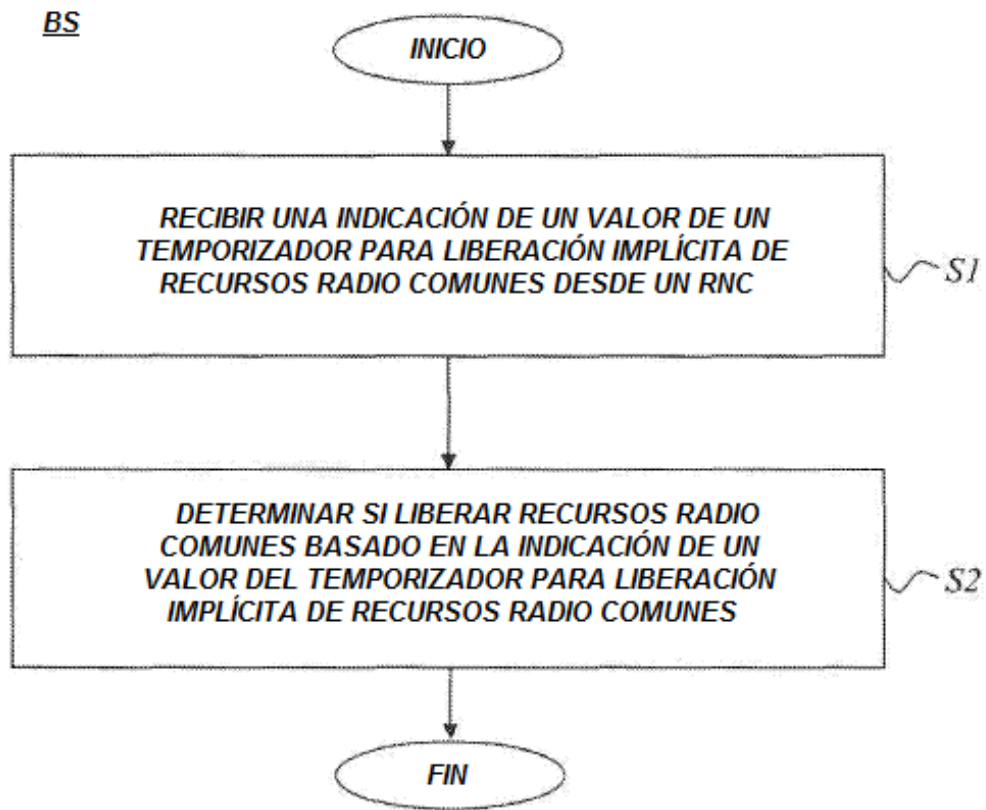 BS
INICIO
RECIBIR UNA INDICACIÓN DE UN VALOR DE UN
TEMPORIZADOR PARA LIBERACIÓN IMPLÍCITA DE
RECURSOS RADIO COMUNES DESDE UN RNC
S1
DETERMINAR SI LIBERAR RECURSOS RADIO
COMUNES BASADO EN LA INDICACIÓN DE UN
VALOR DEL TEMPORIZADOR PARA LIBERACIÓN
IMPLÍCITA DE RECURSOS RADIO COMUNES
S2
FIN